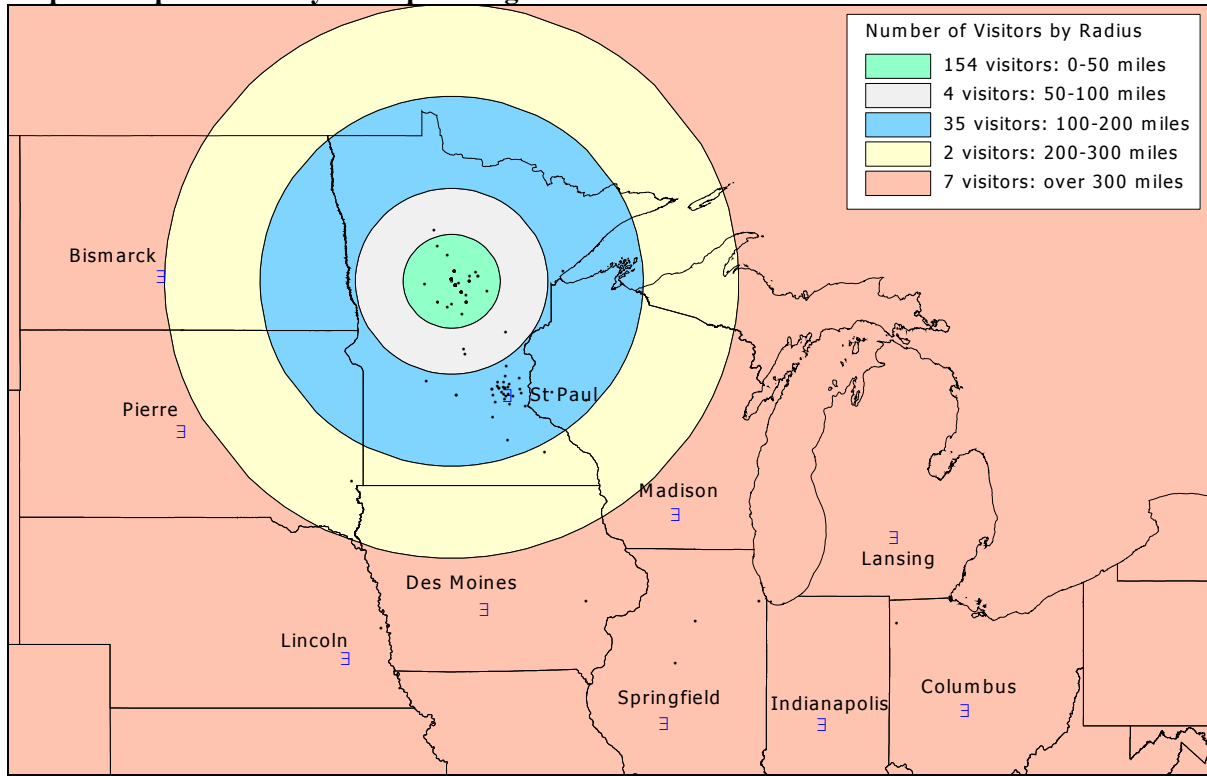 Number of Visitors by Radius
154 visitors: 0-50 miles
4 visitors: 50-100 miles
35 visitors: 100-200 miles
2 visitors: 200-300 miles
7 visitors: over 300 miles
Bismarck
St Paul
Pierre
Madison
Lansing
Des Moines
Lincoln
Springfield
Indianapolis
Columbus